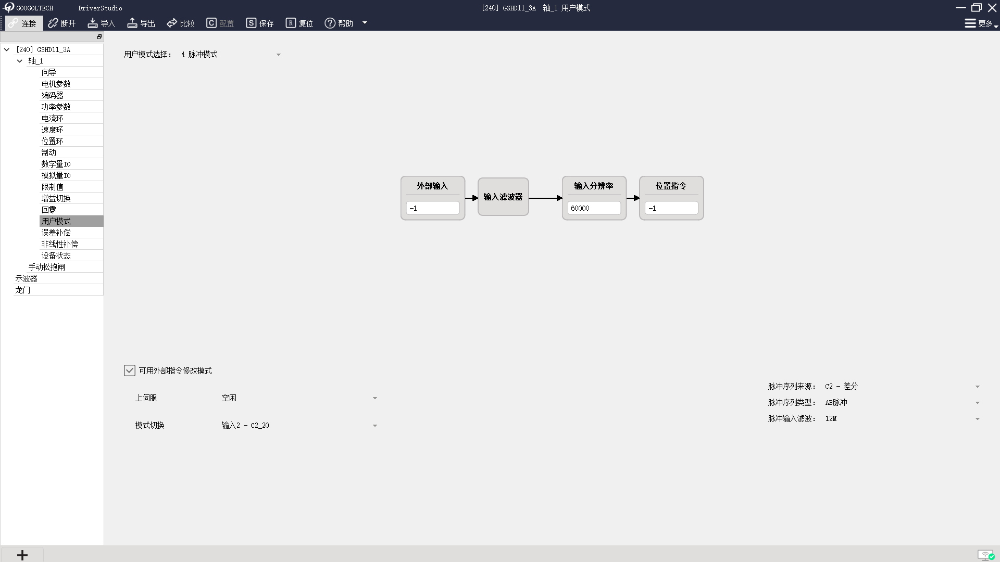 GOOGOLTECH DriverStudio [240] GSHD11_3A 轴_1 用户模式
连接 断开 导入 导出 比较 C 配置 S 保存 R 复位 ? 帮助 更多
[240] GSHD11_3A
轴_1
向导
电机参数
编码器
功率参数
电流环
速度环
位置环
制动
数字量IO
模拟量IO
限制值
增益切换
回零
用户模式
误差补偿
非线性补偿
设备状态
手动松抱闸
示波器
龙门
用户模式选择： 4 脉冲模式
外部输入
-1
输入滤波器
输入分辨率
60000
位置指令
-1
可用外部指令修改模式
上伺服 空闲
模式切换 输入2 - C2_20
脉冲序列来源： C2 - 差分
脉冲序列类型： AB脉冲
脉冲输入滤波： 12M